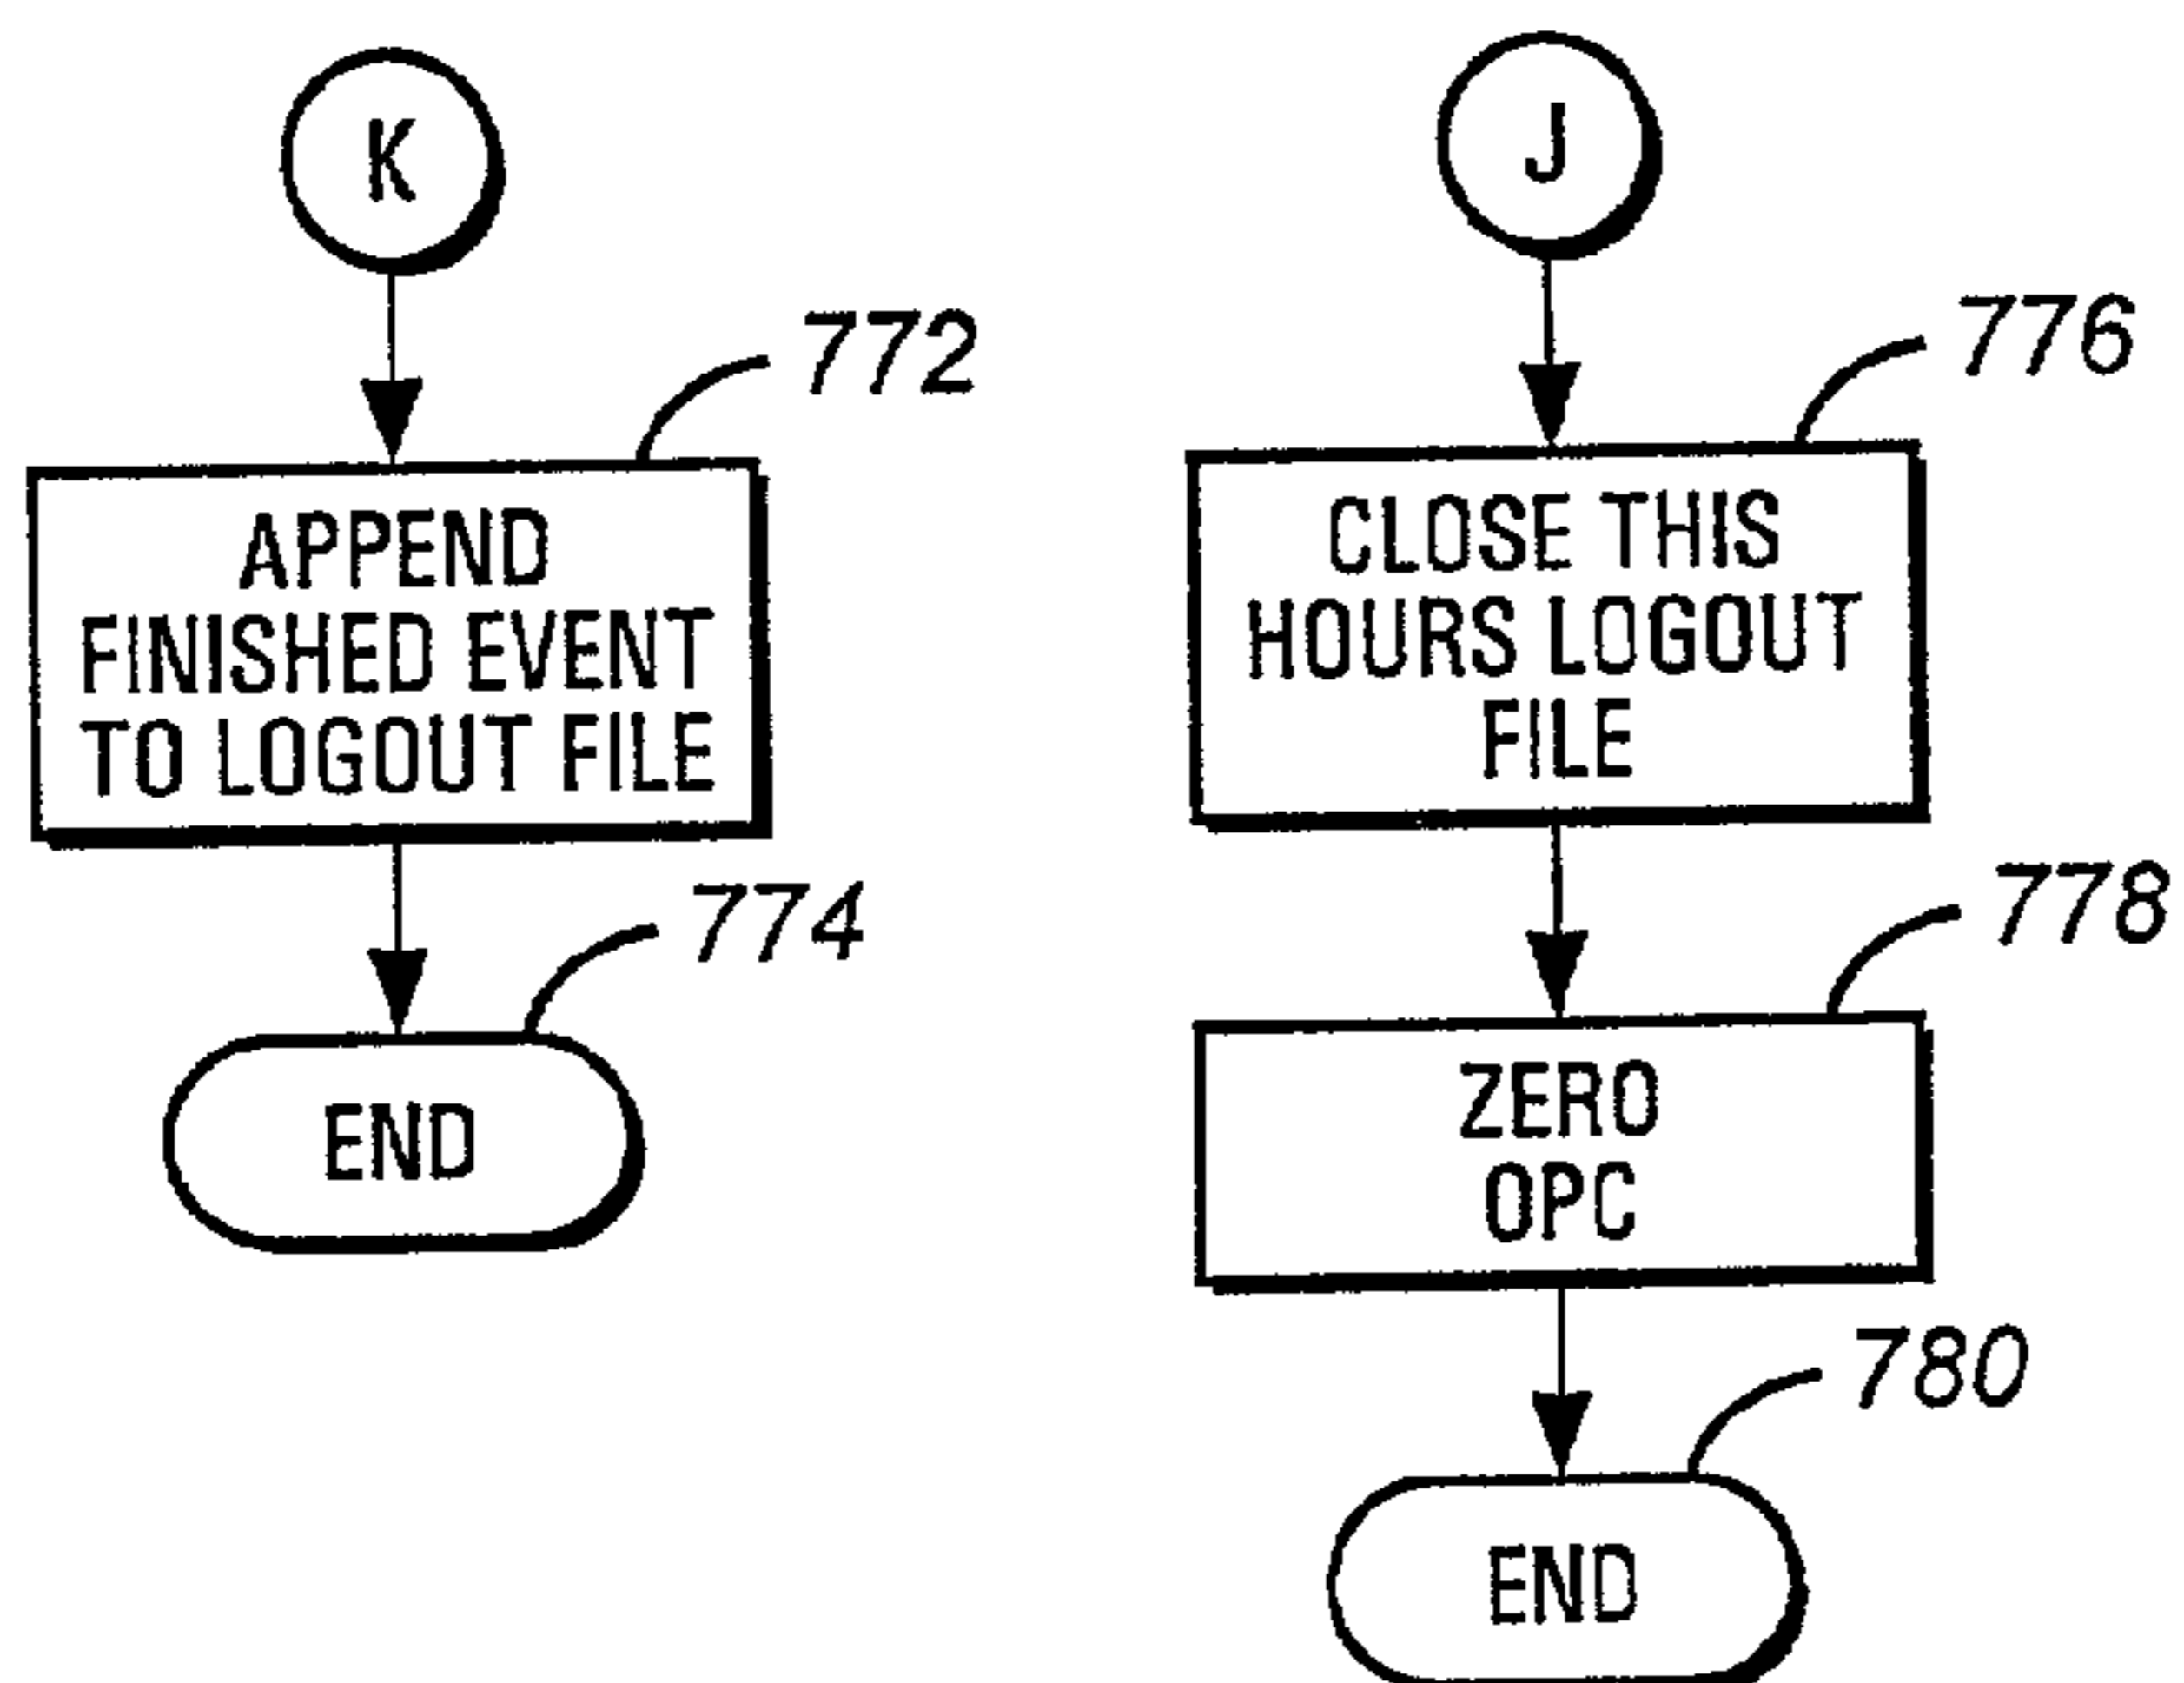 K
772
APPEND
FINISHED EVENT
TO LOGOUT FILE
774
END
J
776
CLOSE THIS
HOURS LOGOUT
FILE
778
ZERO
OPC
780
END